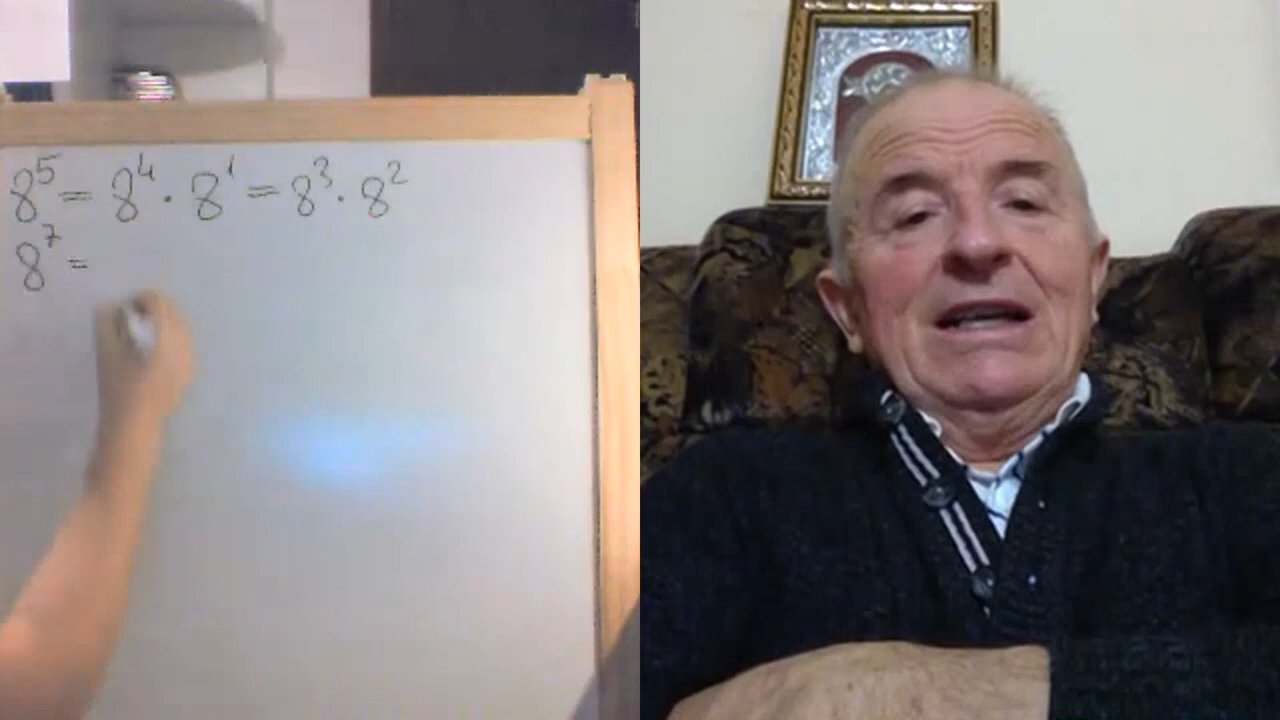 8⁵ = 8⁴ · 8¹ = 8³ · 8²
8⁷ =